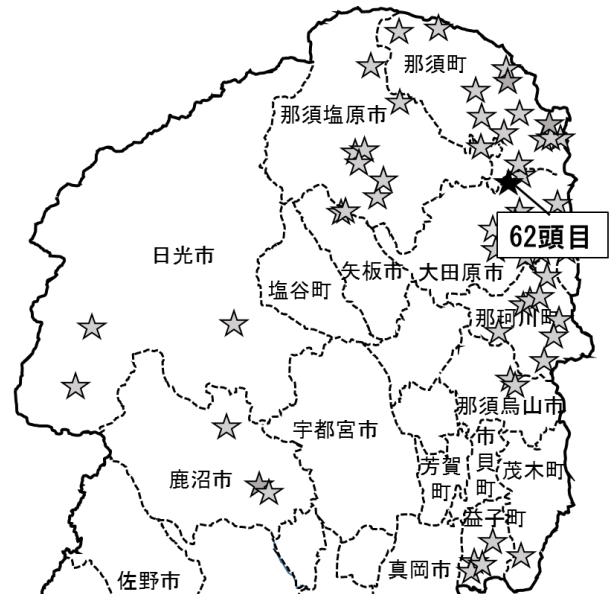 那須町
那須塩原市
62頭目
日光市
矢板市
大田原市
塩谷町
那珂川町
那須烏山市
宇都宮市
市
貝
町
芳賀
町
茂木町
鹿沼市
益子町
真岡市
佐野市